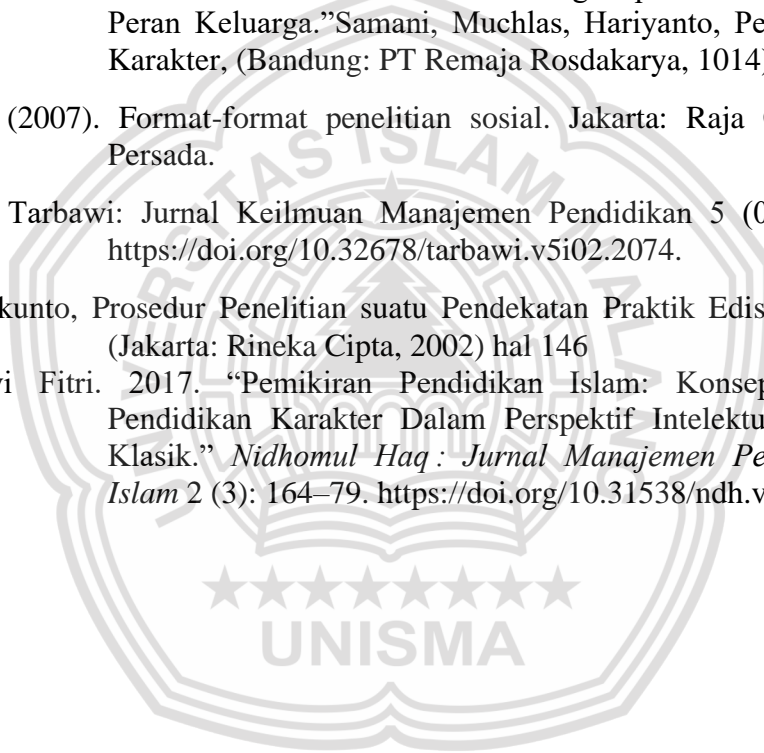 Peran Keluarga.”Samani, Muchlas, Hariyanto, Pe
Karakter, (Bandung: PT Remaja Rosdakarya, 1014)
(2007). Format-format penelitian sosial. Jakarta: Raja
Persada.
Tarbawi: Jurnal Keilmuan Manajemen Pendidikan 5 (0
https://doi.org/10.32678/tarbawi.v5i02.2074.
kunto, Prosedur Penelitian suatu Pendekatan Praktik Edis
(Jakarta: Rineka Cipta, 2002) hal 146
vi Fitri. 2017. “Pemikiran Pendidikan Islam: Konsep
Pendidikan Karakter Dalam Perspektif Intelektu
Klasik.” Nidhomul Haq : Jurnal Manajemen Pe
Islam 2 (3): 164–79. https://doi.org/10.31538/ndh.v
UNIVERSITAS ISLAM MALANG
UNISMA